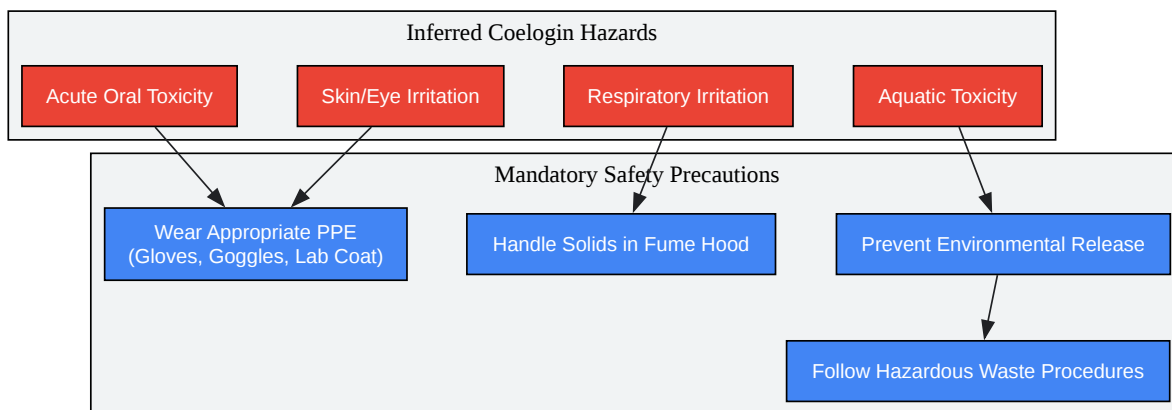 Inferred Coelogin Hazards
Acute Oral Toxicity
Skin/Eye Irritation
Respiratory Irritation
Aquatic Toxicity
Mandatory Safety Precautions
Wear Appropriate PPE
(Gloves, Goggles, Lab Coat)
Handle Solids in Fume Hood
Prevent Environmental Release
Follow Hazardous Waste Procedures